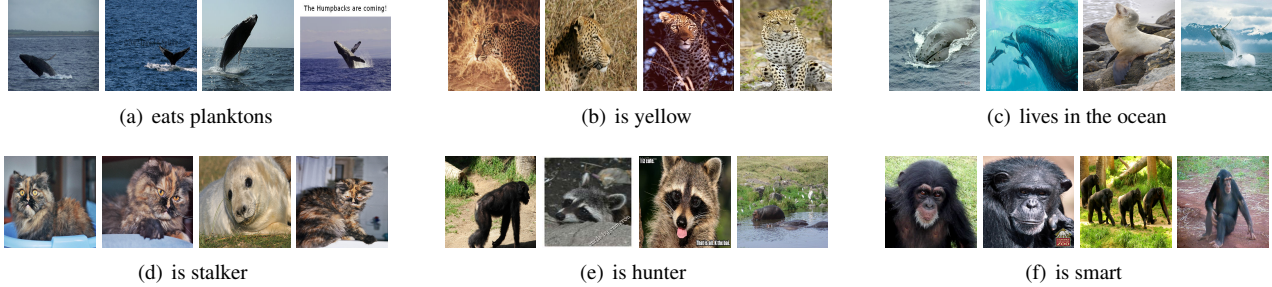 The Humpbacks are coming!
(a) eats planktons
(b) is yellow
(c) lives in the ocean
(d) is stalker
(e) is hunter
(f) is smart